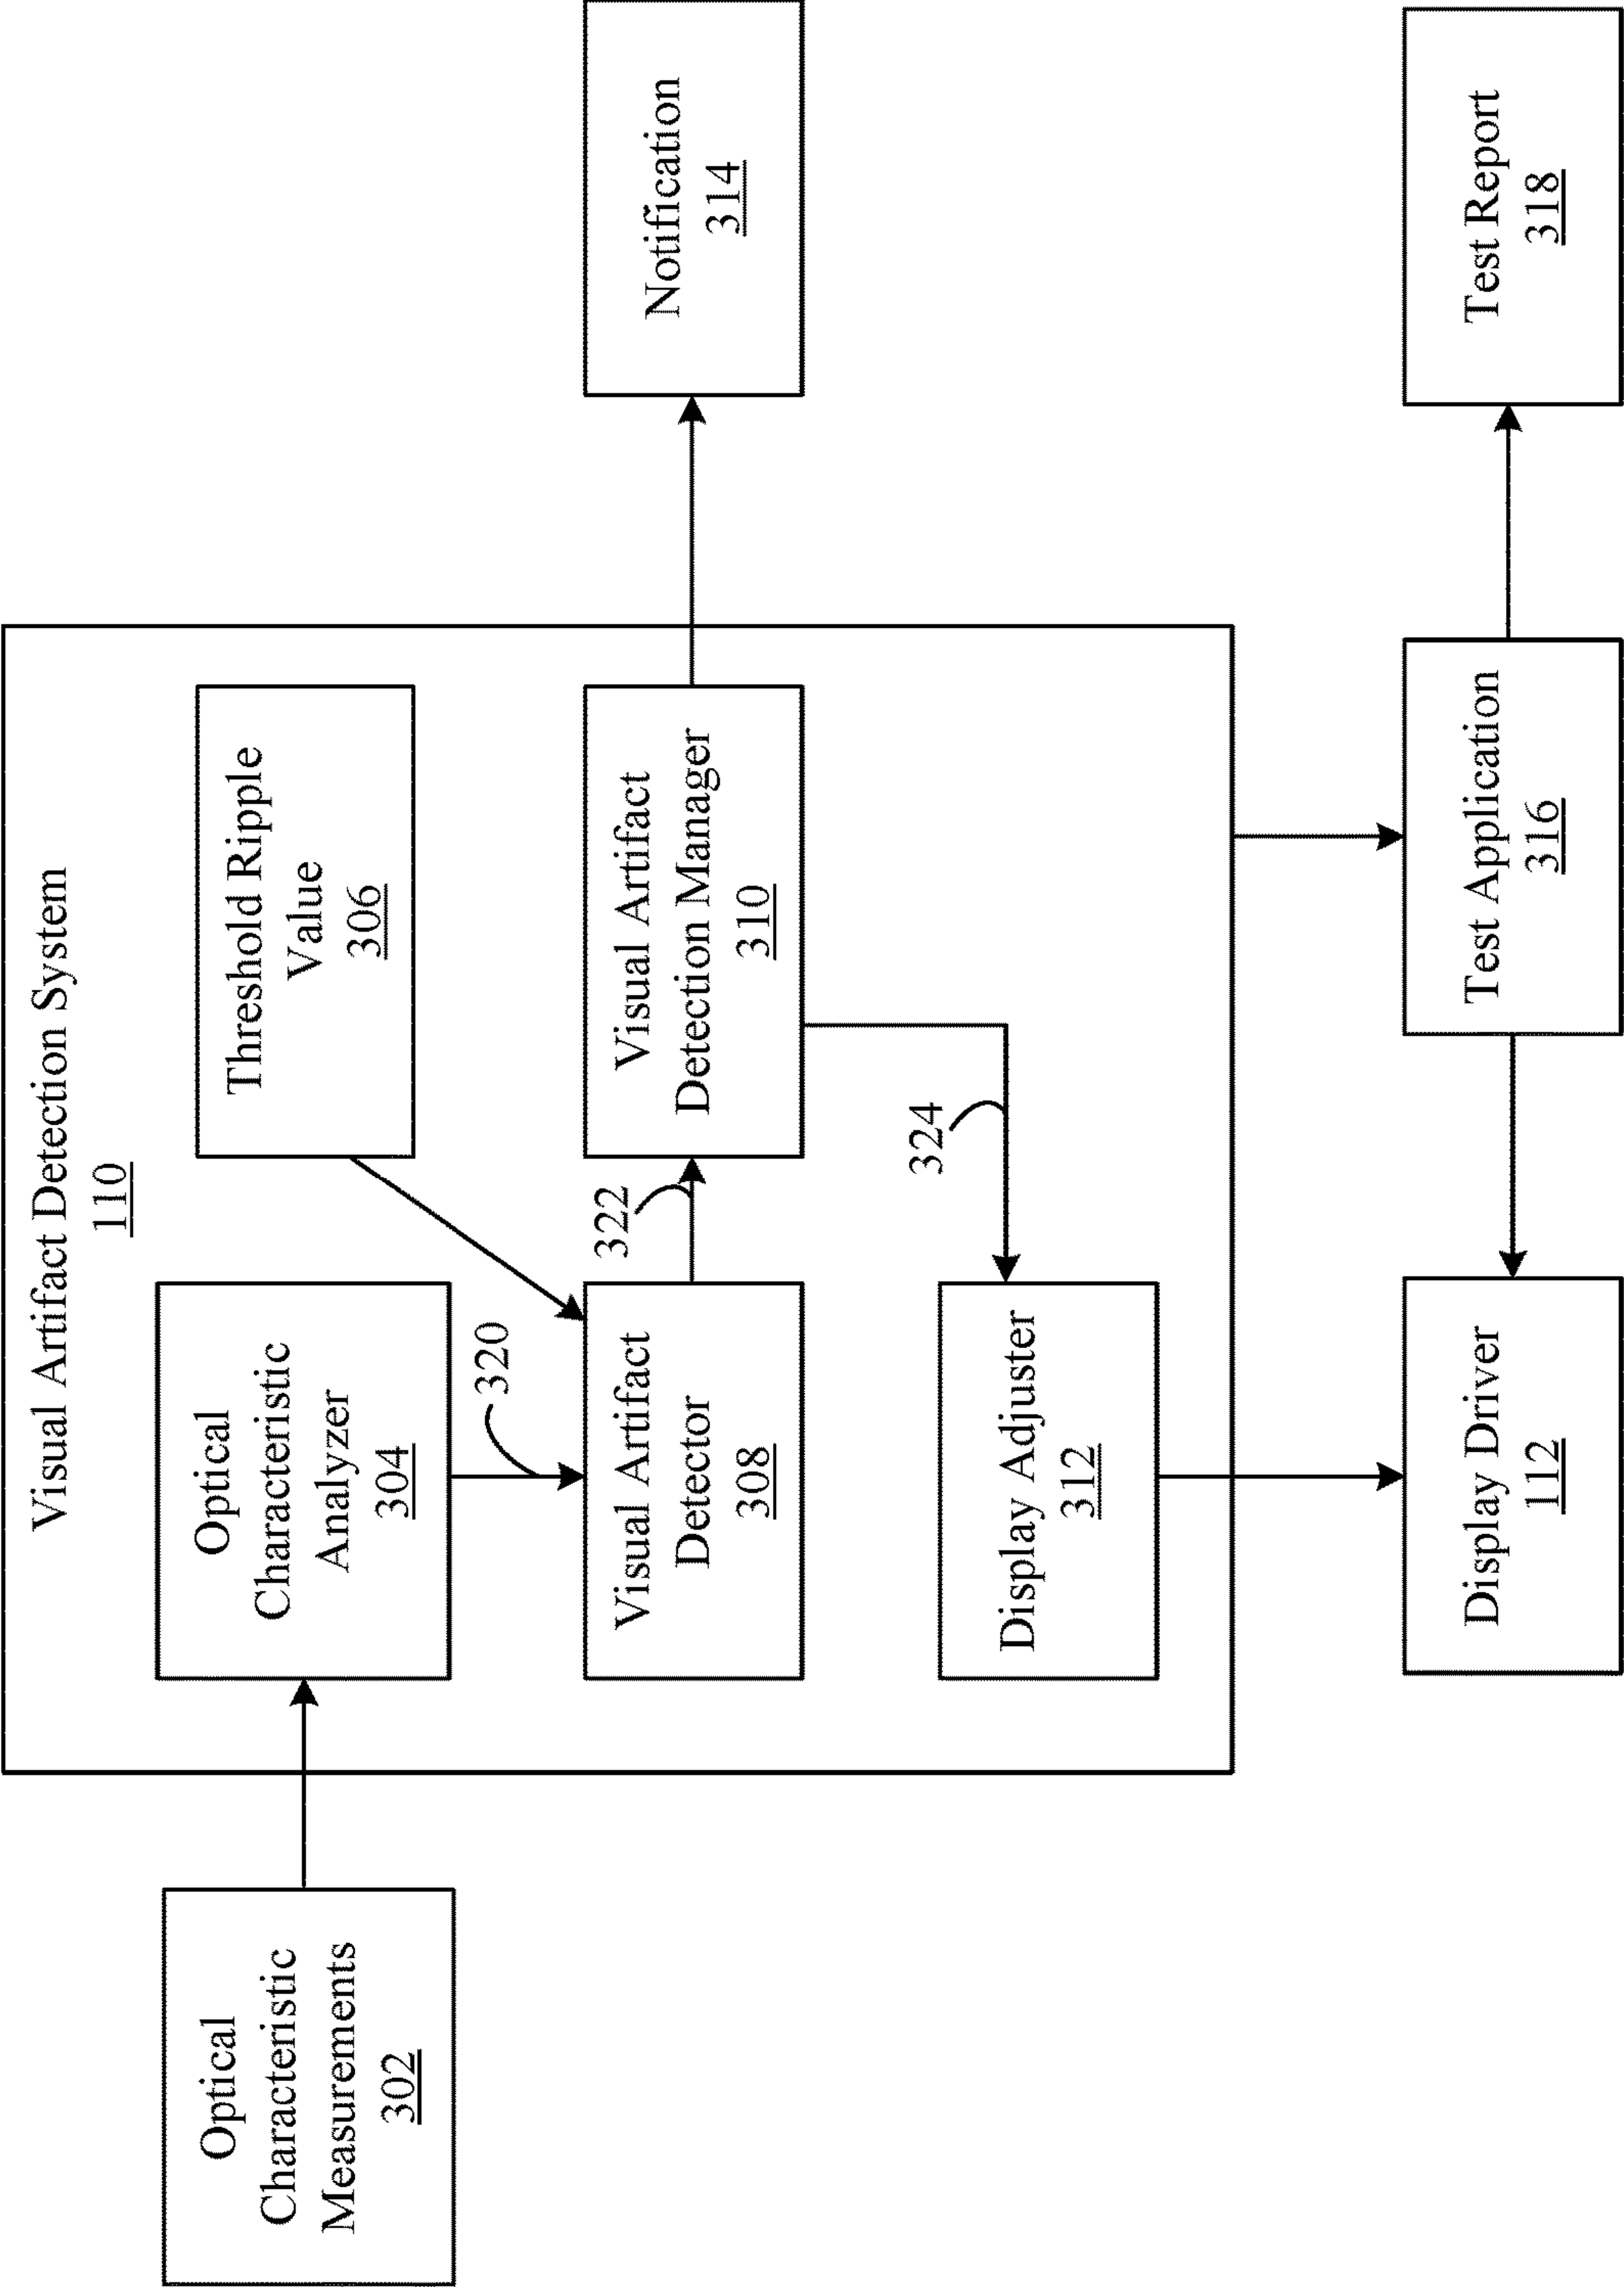 Visual Artifact Detection System
110
Optical
Characteristic
Measurements
302
Optical
Characteristic
Analyzer
304
Threshold Ripple
Value
306
320
Visual Artifact
Detector
308
322
Visual Artifact
Detection Manager
310
Notification
314
324
Display Adjuster
312
Display Driver
112
Test Application
316
Test Report
318